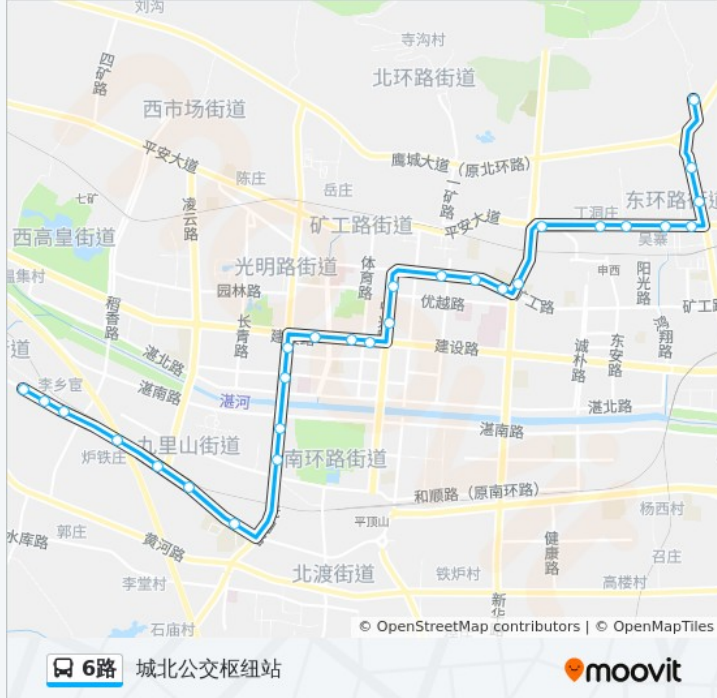 刘沟
四矿路
寺沟村
北环路街道
西市场街道
平安大道
鹰城大道（原北环路）
陈庄
岳庄
一矿路
七矿
凌云路
矿工路街道
平安大道
丁洞庄
东环路街道
吴寨
西高皇街道
光明路街道
体育路
申西
阳光路
温集村
园林路
优越路
矿工路
矿工路
稻香路
长青路
鸿翔路
建设路
建设路
诚朴路
东安路
湛北路
李乡宦
湛南路
湛河
湛北路
湛南路
九里山街道
炉铁庄
南环路街道
和顺路（原南环路）
杨西村
平顶山
水库路
郭庄
黄河路
健康路
召庄
李堂村
北渡街道
铁炉村
高楼村
石庙村
新华
© OpenStreetMap contributors | © OpenMapTiles
6路 城北公交枢纽站
moovit